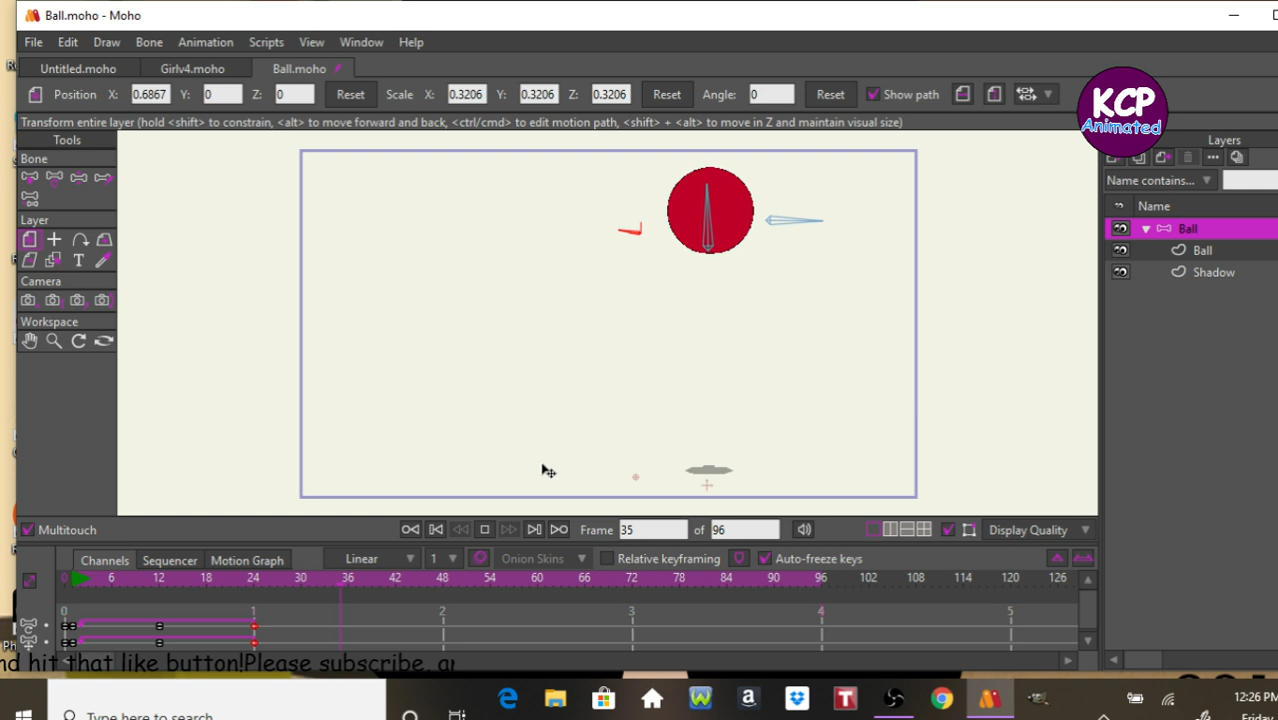 Ball.moho - Moho
File Edit Draw Bone Animation Scripts View Window Help
Untitled.moho Girlv4.moho Ball.moho
Position X: 0.6867 Y: 0 Z: 0 Reset Scale X: 0.3206 Y: 0.3206 Z: 0.3206 Reset Angle: 0 Reset Show path
KCP
Animated
Transform entire layer (hold <shift> to constrain, <alt> to move forward and back, <ctrl/cmd> to edit motion path, <shift> + <alt> to move in Z and maintain visual size)
Tools
Layers
Bone
Name contains...
Name
Layer
Ball
Ball
Shadow
Camera
Workspace
Multitouch Frame 35 of 96 Display Quality
Channels Sequencer Motion Graph Linear 1 Onion Skins Relative keyframing Auto-freeze keys
0 6 12 18 24 30 36 42 48 54 60 66 72 78 84 90 96 102 108 114 120 126
0 1 2 3 4 5
nd hit that like button!Please subscribe, ar
Type here to search
12:26 PM
Friday